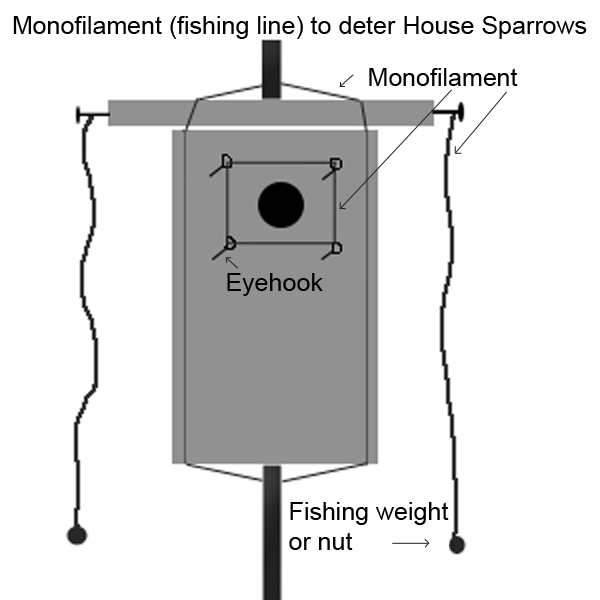 Monofilament (fishing line) to deter House Sparrows
Monofilament
Eyehook
Fishing weight
or nut